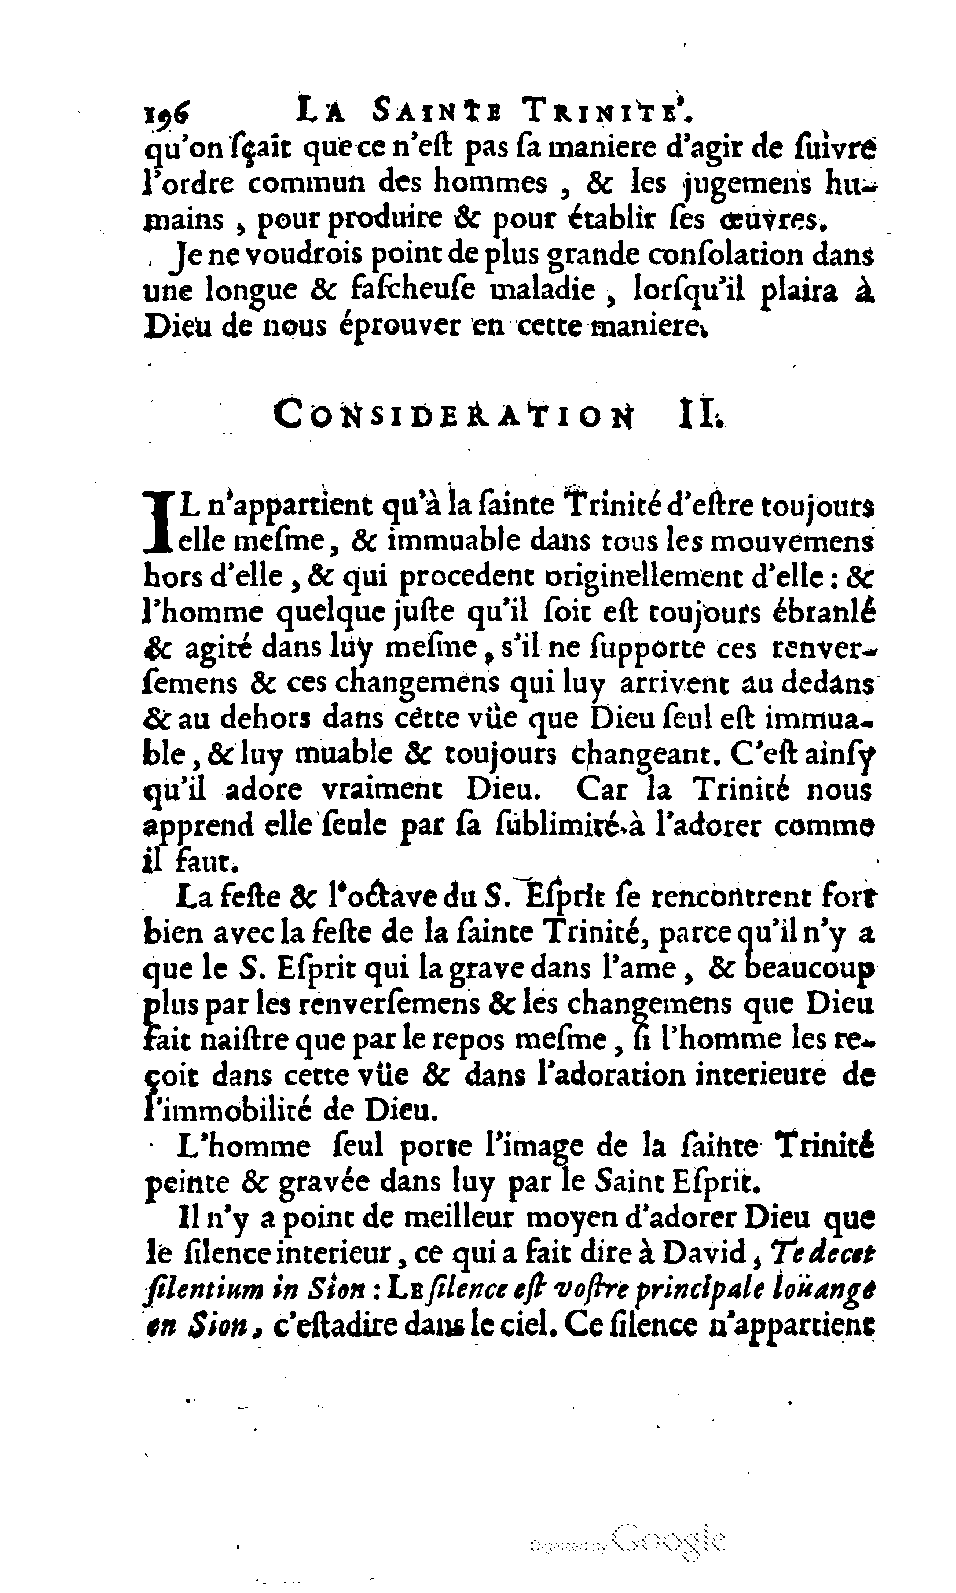 196 LA SAINTE TRINITE'.
qu'on sçait que ce n'est pas sa maniere d'agir de suivre
l'ordre commun des hommes, & les jugemens hu-
mains, pour produire & pour établir ses œuvres.
Je ne voudrois point de plus grande consolation dans
une longue & fascheuse maladie, lorsqu'il plaira à
Dieu de nous éprouver en cette maniere.
CONSIDERATION II.
IL n'appartient qu'à la sainte Trinité d'estre toujours
elle mesme, & immuable dans tous les mouvemens
hors d'elle, & qui procedent originellement d'elle : &
l'homme quelque juste qu'il soit est toujours ébranlé
& agité dans luy mesme, s'il ne supporte ces renver-
semens & ces changemens qui luy arrivent au dedans
& au dehors dans cette vüe que Dieu seul est immua-
ble, & luy muable & toujours changeant. C'est ainsy
qu'il adore vraiment Dieu. Car la Trinité nous
apprend elle seule par sa sublimité à l'adorer comme
il faut.
La feste & l'octave du S. Esprit se rencontrent fort
bien avec la feste de la sainte Trinité, parce qu'il n'y a
que le S. Esprit qui la grave dans l'ame, & beaucoup
plus par les renversemens & les changemens que Dieu
fait naistre que par le repos mesme, si l'homme les re-
çoit dans cette vüe & dans l'adoration interieure de
l'immobilité de Dieu.
L'homme seul porte l'image de la sainte Trinité
peinte & gravée dans luy par le Saint Esprit.
Il n'y a point de meilleur moyen d'adorer Dieu que
le silence interieur, ce qui a fait dire à David, Te decet
silentium in Sion : LE silence est vostre principale loüange
en Sion, c'estadire dans le ciel. Ce silence n'appartient
Digitized by Google